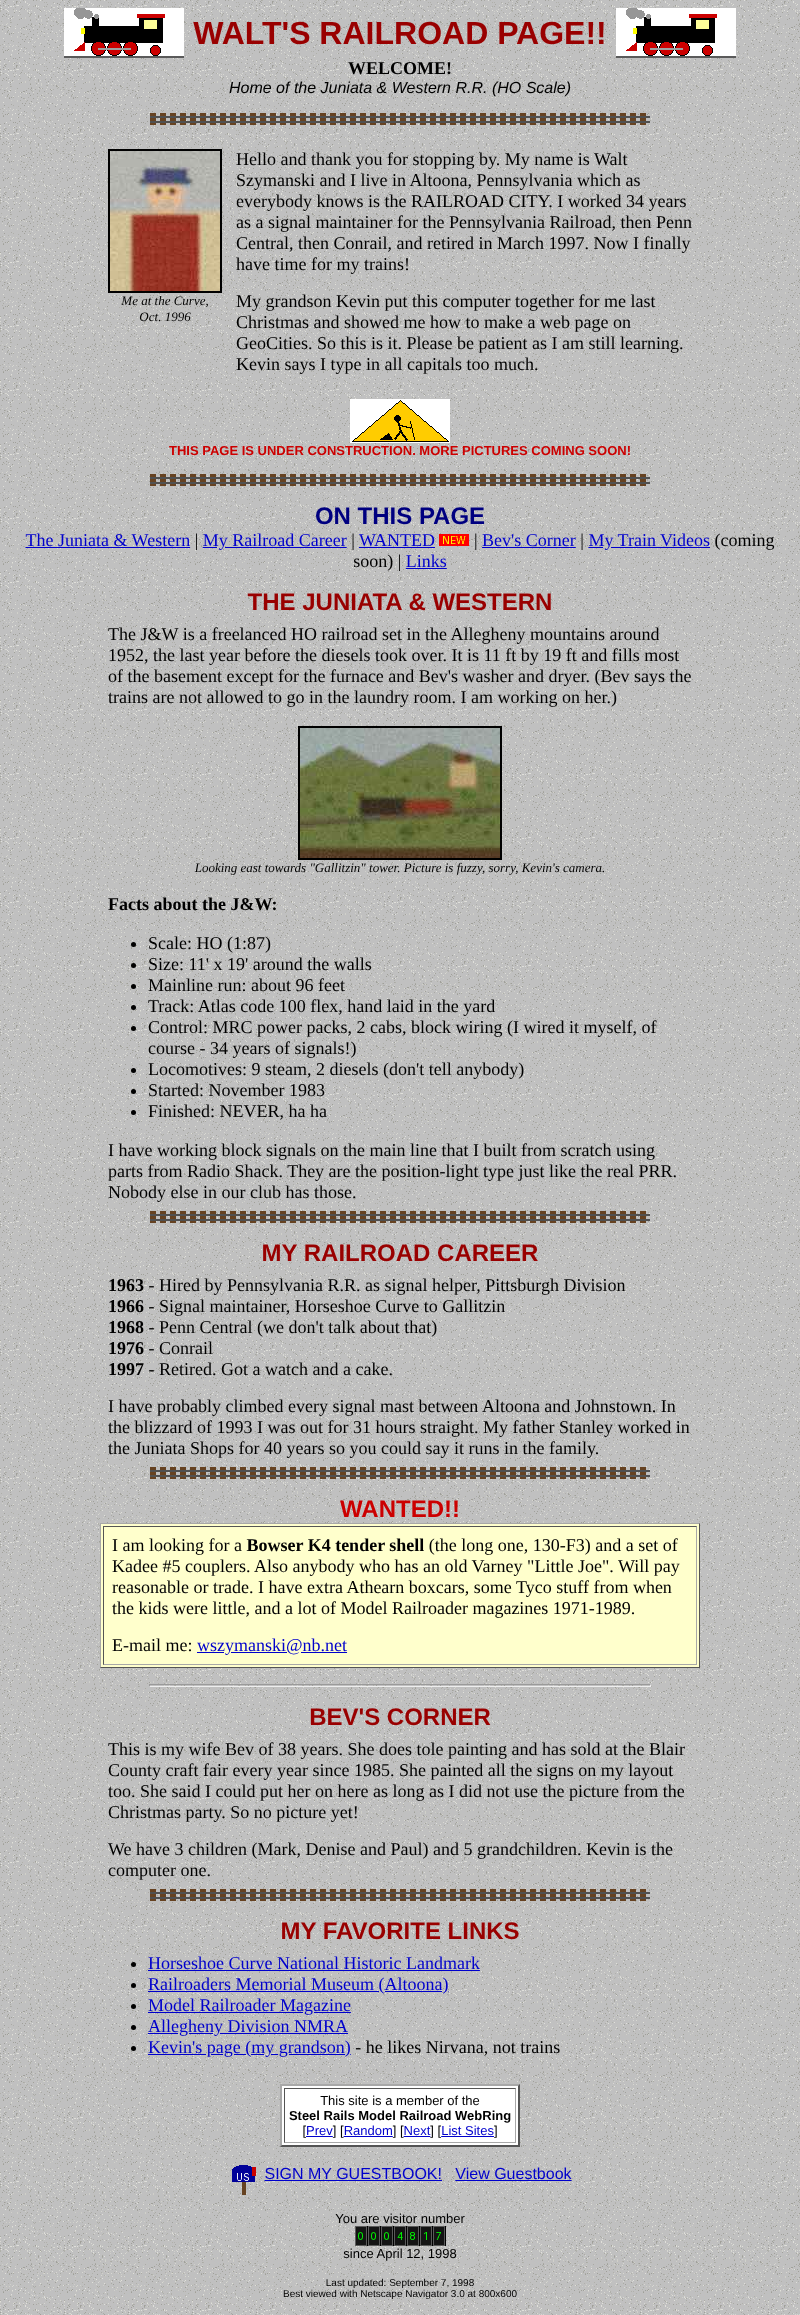 WALT'S RAILROAD PAGE!!
WELCOME!
Home of the Juniata & Western R.R. (HO Scale)
Hello and thank you for stopping by. My name is Walt
Szymanski and I live in Altoona, Pennsylvania which as
everybody knows is the RAILROAD CITY. I worked 34 years
as a signal maintainer for the Pennsylvania Railroad, then Penn
Central, then Conrail, and retired in March 1997. Now I finally
have time for my trains!
Me at the Curve,
Oct. 1996
My grandson Kevin put this computer together for me last
Christmas and showed me how to make a web page on
GeoCities. So this is it. Please be patient as I am still learning.
Kevin says I type in all capitals too much.
THIS PAGE IS UNDER CONSTRUCTION. MORE PICTURES COMING SOON!
ON THIS PAGE
The Juniata & Western | My Railroad Career | WANTED NEW | Bev's Corner | My Train Videos (coming
soon) | Links
THE JUNIATA & WESTERN
The J&W is a freelanced HO railroad set in the Allegheny mountains around
1952, the last year before the diesels took over. It is 11 ft by 19 ft and fills most
of the basement except for the furnace and Bev's washer and dryer. (Bev says the
trains are not allowed to go in the laundry room. I am working on her.)
Looking east towards "Gallitzin" tower. Picture is fuzzy, sorry, Kevin's camera.
Facts about the J&W:
• Scale: HO (1:87)
• Size: 11' x 19' around the walls
• Mainline run: about 96 feet
• Track: Atlas code 100 flex, hand laid in the yard
• Control: MRC power packs, 2 cabs, block wiring (I wired it myself, of
course - 34 years of signals!)
• Locomotives: 9 steam, 2 diesels (don't tell anybody)
• Started: November 1983
• Finished: NEVER, ha ha
I have working block signals on the main line that I built from scratch using
parts from Radio Shack. They are the position-light type just like the real PRR.
Nobody else in our club has those.
MY RAILROAD CAREER
1963 - Hired by Pennsylvania R.R. as signal helper, Pittsburgh Division
1966 - Signal maintainer, Horseshoe Curve to Gallitzin
1968 - Penn Central (we don't talk about that)
1976 - Conrail
1997 - Retired. Got a watch and a cake.
I have probably climbed every signal mast between Altoona and Johnstown. In
the blizzard of 1993 I was out for 31 hours straight. My father Stanley worked in
the Juniata Shops for 40 years so you could say it runs in the family.
WANTED!!
I am looking for a Bowser K4 tender shell (the long one, 130-F3) and a set of
Kadee #5 couplers. Also anybody who has an old Varney "Little Joe". Will pay
reasonable or trade. I have extra Athearn boxcars, some Tyco stuff from when
the kids were little, and a lot of Model Railroader magazines 1971-1989.
E-mail me: wszymanski@nb.net
BEV'S CORNER
This is my wife Bev of 38 years. She does tole painting and has sold at the Blair
County craft fair every year since 1985. She painted all the signs on my layout
too. She said I could put her on here as long as I did not use the picture from the
Christmas party. So no picture yet!
We have 3 children (Mark, Denise and Paul) and 5 grandchildren. Kevin is the
computer one.
MY FAVORITE LINKS
• Horseshoe Curve National Historic Landmark
• Railroaders Memorial Museum (Altoona)
• Model Railroader Magazine
• Allegheny Division NMRA
• Kevin's page (my grandson) - he likes Nirvana, not trains
This site is a member of the
Steel Rails Model Railroad WebRing
[Prev] [Random] [Next] [List Sites]
US SIGN MY GUESTBOOK! View Guestbook
You are visitor number
0004817
since April 12, 1998
Last updated: September 7, 1998
Best viewed with Netscape Navigator 3.0 at 800x600